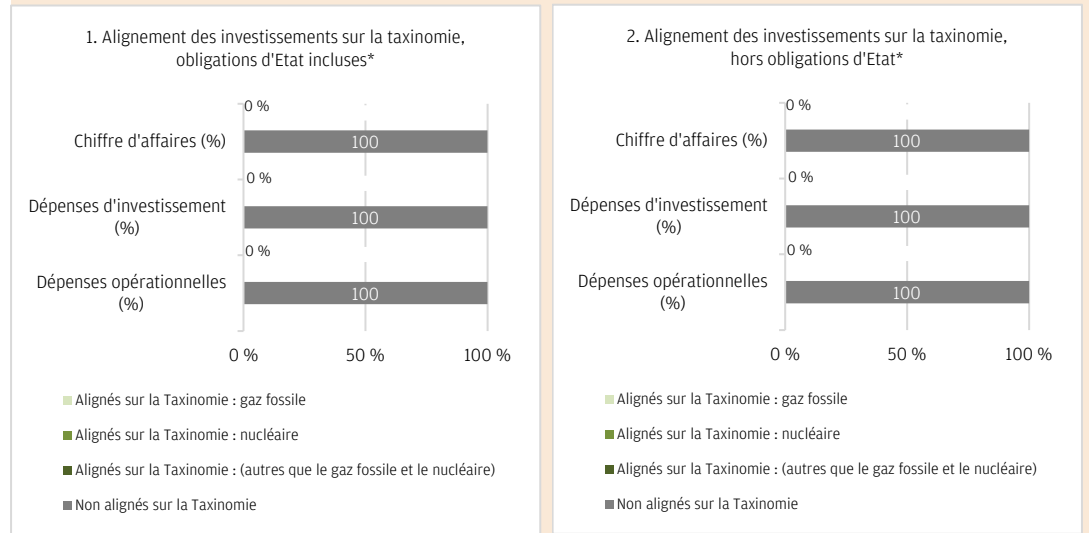 1. Alignement des investissements sur la taxinomie,
obligations d'Etat incluses*
0 %
Chiffre d'affaires (%)
100
0 %
Dépenses d'investissement
(%)
100
0 %
Dépenses opérationnelles
(%)
100
0 %
50 %
100 %
Alignés sur la Taxinomie : gaz fossile
Alignés sur la Taxinomie : nucléaire
Alignés sur la Taxinomie : (autres que le gaz fossile et le nucléaire)
Non alignés sur la Taxinomie
2. Alignement des investissements sur la taxinomie,
hors obligations d'Etat*
0 %
Chiffre d'affaires (%)
100
0 %
Dépenses d'investissement
(%)
100
0 %
Dépenses opérationnelles
(%)
100
0 %
50 %
100 %
Alignés sur la Taxinomie : gaz fossile
Alignés sur la Taxinomie : nucléaire
Alignés sur la Taxinomie : (autres que le gaz fossile et le nucléaire)
Non alignés sur la Taxinomie